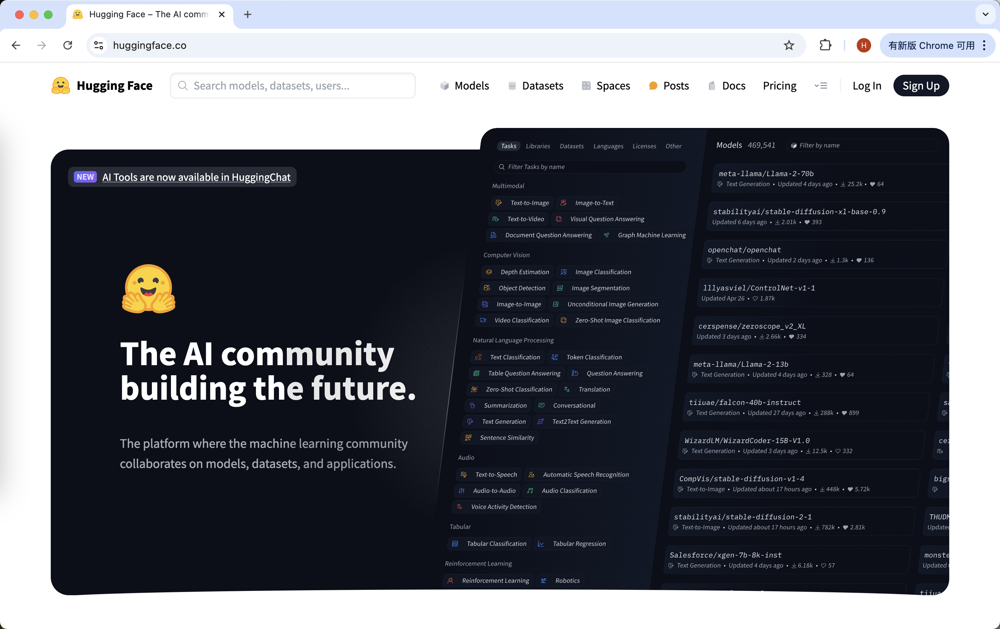 Hugging Face – The AI comm
huggingface.co
H
有新版 Chrome 可用
Hugging Face
Search models, datasets, users...
Models
Datasets
Spaces
Posts
Docs
Pricing
Log In
Sign Up
NEW AI Tools are now available in HuggingChat
The AI community
building the future.
The platform where the machine learning community
collaborates on models, datasets, and applications.
Tasks Libraries Datasets Languages Licenses Other
Filter Tasks by name
Multimodal
Text-to-Image Image-to-Text
Text-to-Video Visual Question Answering
Document Question Answering Graph Machine Learning
Computer Vision
Depth Estimation Image Classification
Object Detection Image Segmentation
Image-to-Image Unconditional Image Generation
Video Classification Zero-Shot Image Classification
Natural Language Processing
Text Classification Token Classification
Table Question Answering Question Answering
Zero-Shot Classification Translation
Summarization Conversational
Text Generation Text2Text Generation
Sentence Similarity
Audio
Text-to-Speech Automatic Speech Recognition
Audio-to-Audio Audio Classification
Voice Activity Detection
Tabular
Tabular Classification Tabular Regression
Reinforcement Learning
Reinforcement Learning Robotics
Models 469,541 Filter by name
meta-llama/Llama-2-70b
Text Generation • Updated 4 days ago • 25.2k • 64
stabilityai/stable-diffusion-xl-base-0.9
Updated 6 days ago • 2.01k • 393
openchat/openchat
Text Generation • Updated 2 days ago • 1.3k • 136
lllyasviel/ControlNet-v1-1
Updated Apr 26 • 1.87k
cerspense/zeroscope_v2_XL
Updated 3 days ago • 2.66k • 334
meta-llama/Llama-2-13b
Text Generation • Updated 4 days ago • 328 • 64
tiiuae/falcon-40b-instruct
Text Generation • Updated 27 days ago • 288k • 899
WizardLM/WizardCoder-15B-V1.0
Text Generation • Updated 3 days ago • 12.5k • 332
CompVis/stable-diffusion-v1-4
Text-to-Image • Updated about 17 hours ago • 448k • 5.72k
stabilityai/stable-diffusion-2-1
Text-to-Image • Updated about 17 hours ago • 782k • 2.81k
Salesforce/xgen-7b-8k-inst
Text Generation • Updated 4 days ago • 6.18k • 57
THUDM
Updated
monste
Updated